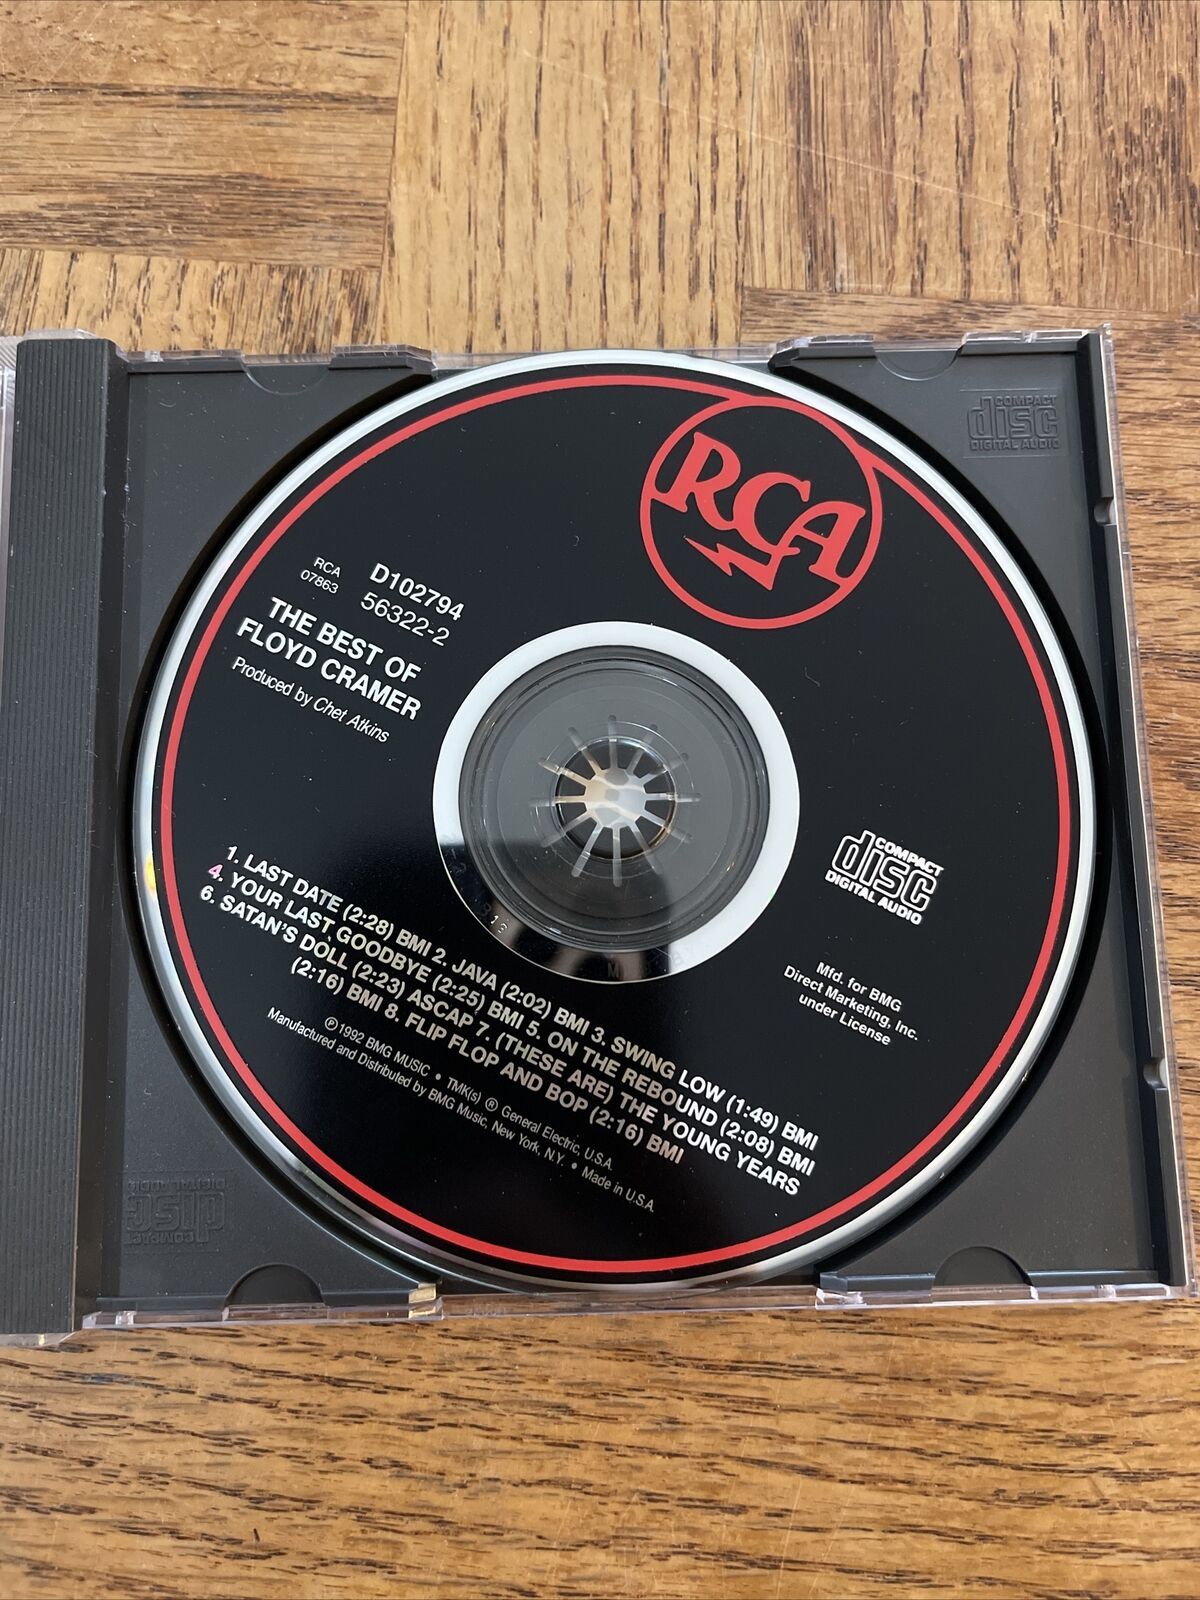 COMPACT
disc
DIGITAL AUDIO
RCA
RCA
07863
D102794
56322-2
THE BEST OF
FLOYD CRAMER
Produced by Chet Atkins
COMPACT
disc
DIGITAL AUDIO
Mfd. for BMG
Direct Marketing, Inc.
under License
1. LAST DATE (2:28) BMI 2. JAVA (2:02) BMI 3. SWING LOW (1:49) BMI
4. YOUR LAST GOODBYE (2:25) BMI 5. ON THE REBOUND (2:08) BMI
6. SATAN'S DOLL (2:23) ASCAP 7. (THESE ARE) THE YOUNG YEARS
(2:16) BMI 8. FLIP FLOP AND BOP (2:16) BMI
℗1992 BMG MUSIC • TMK(s) ® General Electric, U.S.A.
Manufactured and Distributed by BMG Music, New York, N.Y. • Made in U.S.A.
COMPACT
disc
DIGITAL AUDIO